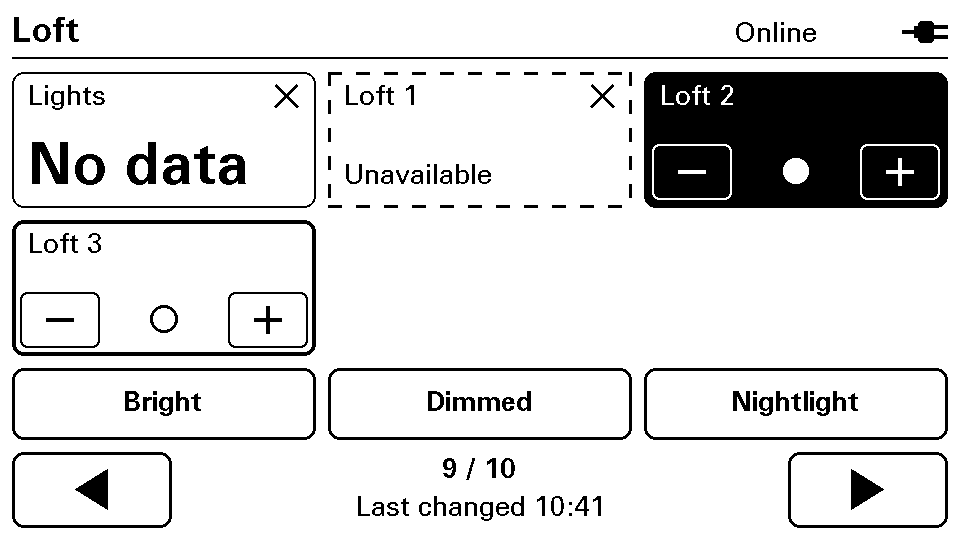 Loft
Online
Lights
No data
Loft 1
Unavailable
Loft 2
− +
Loft 3
− +
Bright
Dimmed
Nightlight
9 / 10
Last changed 10:41